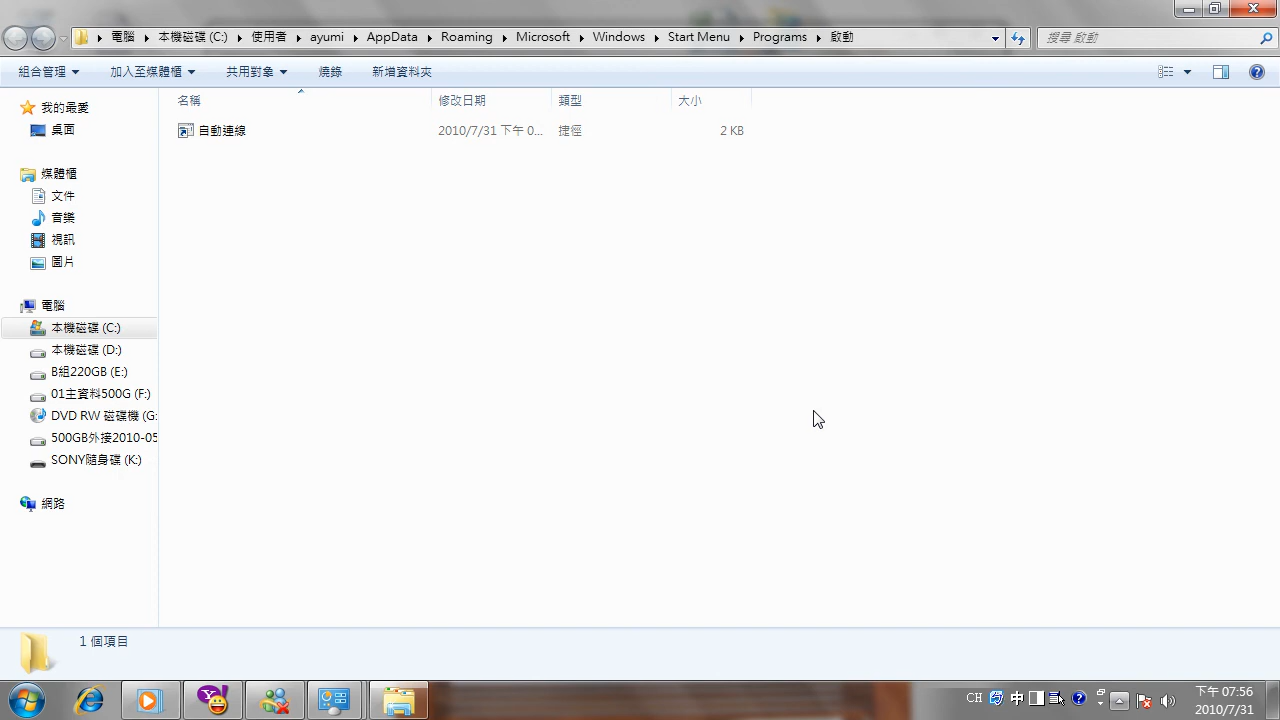 電腦 本機磁碟 (C:) 使用者 ayumi AppData Roaming Microsoft Windows Start Menu Programs 啟動
搜尋 啟動
組合管理 加入至媒體櫃 共用對象 燒錄 新增資料夾
名稱 修改日期 類型 大小
自動連線 2010/7/31 下午 0... 捷徑 2 KB
我的最愛
桌面
媒體櫃
文件
音樂
視訊
圖片
電腦
本機磁碟 (C:)
本機磁碟 (D:)
B組220GB (E:)
01主資料500G (F:)
DVD RW 磁碟機 (G:
500GB外接2010-05
SONY隨身碟 (K:)
網路
1 個項目
CH 中
下午 07:56
2010/7/31